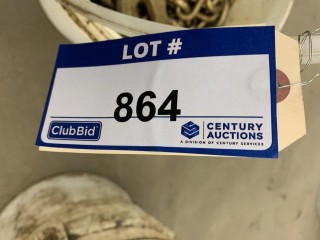 LOT #
864
ClubBid
CENTURY
AUCTIONS
A DIVISION OF CENTURY SERVICES